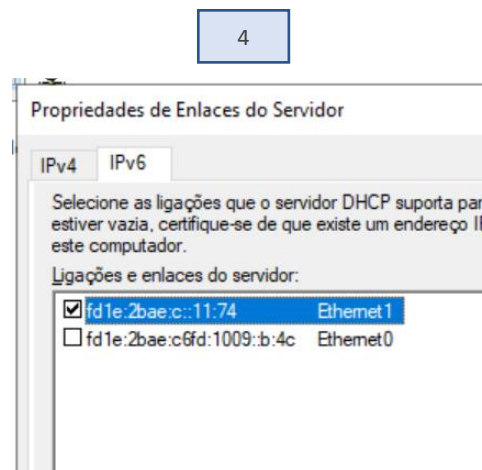 4
Propriedades de Enlaces do Servidor
IPv4 IPv6
Selecione as ligações que o servidor DHCP suporta par
estiver vazia, certifique-se de que existe um endereço
este computador.
Ligações e enlaces do servidor:
fd1e:2bae:c::11:74 Ethernet1
fd1e:2bae:c6fd:1009::b:4c Ethernet0